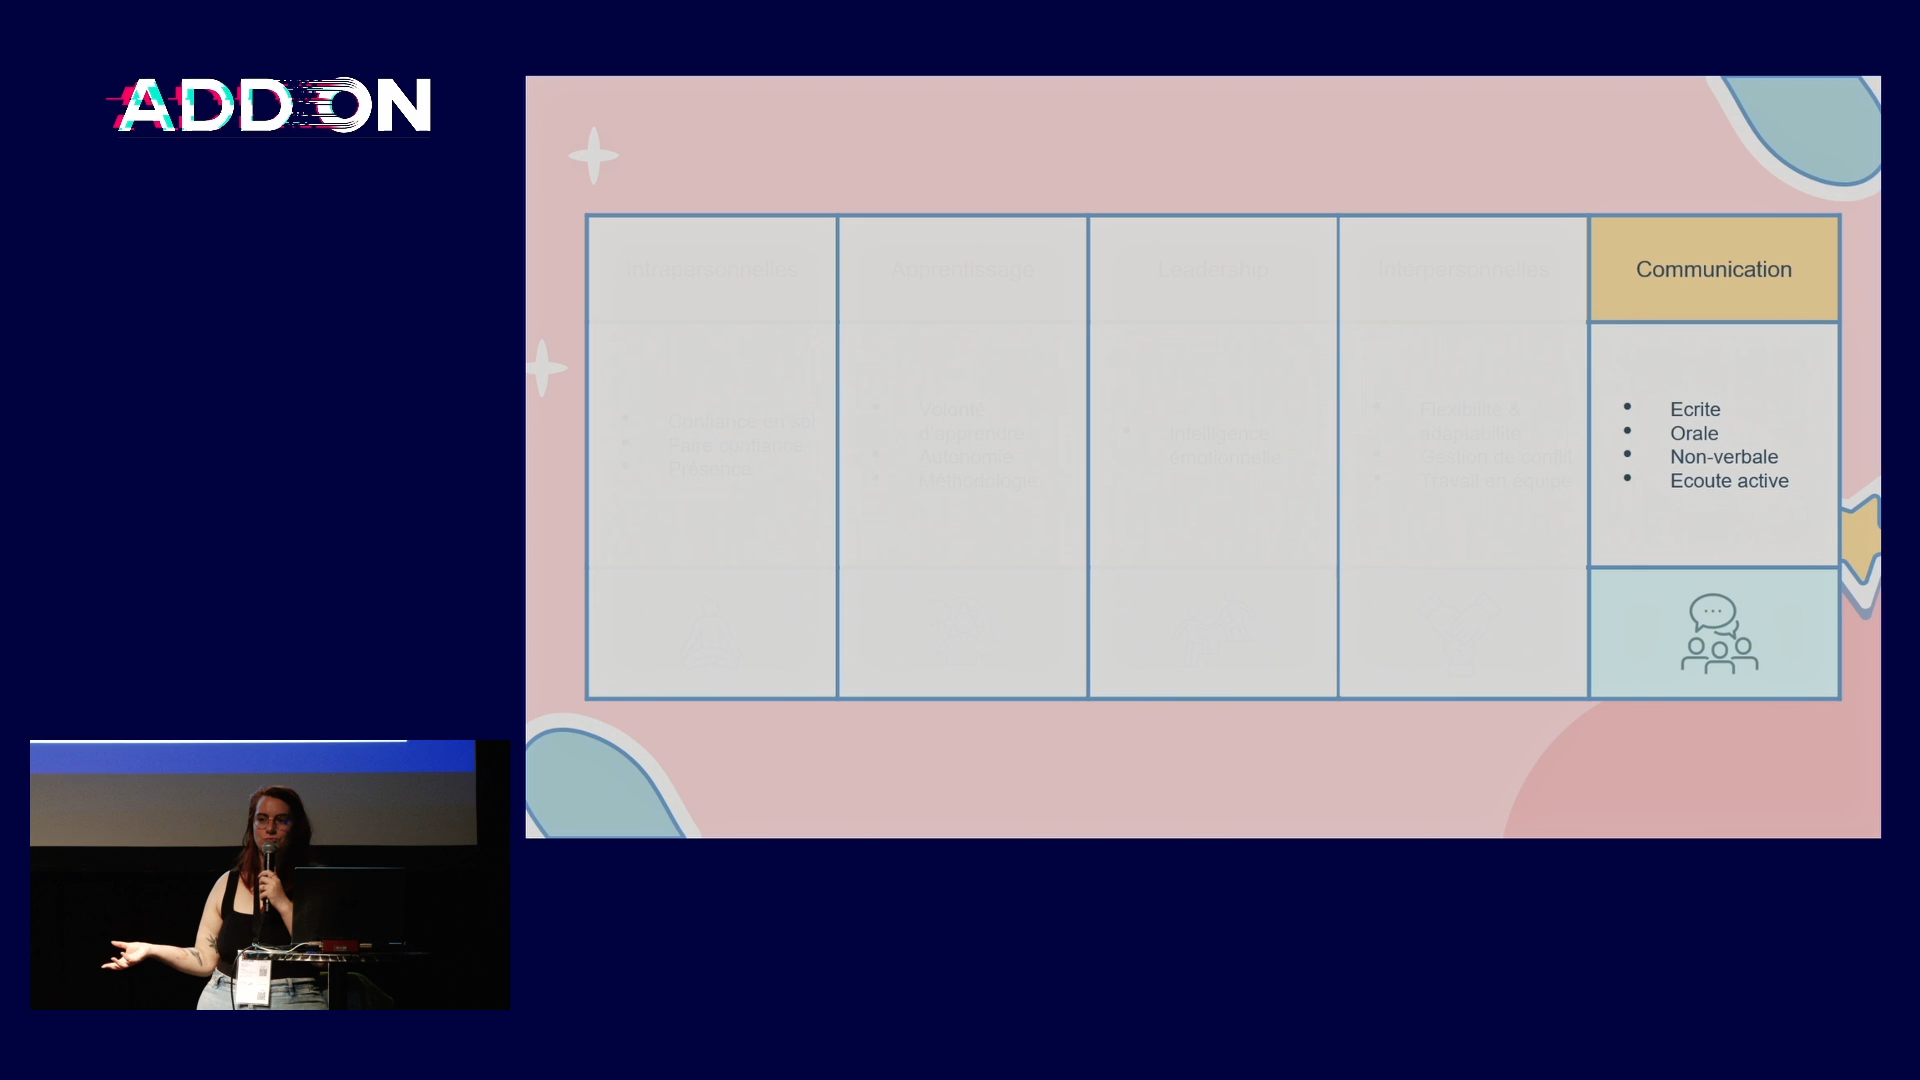 ADDON
Intrapersonnelles
Apprentissage
Leadership
Interpersonnelles
Communication
• Confiance en soi
• Faire confiance
• Présence
• Volonté
d'apprendre
• Autonomie
• Méthodologie
• Intelligence
émotionnelle
• Flexibilité &
adaptabilité
• Gestion de conflit
• Travail en équipe
• Ecrite
• Orale
• Non-verbale
• Ecoute active